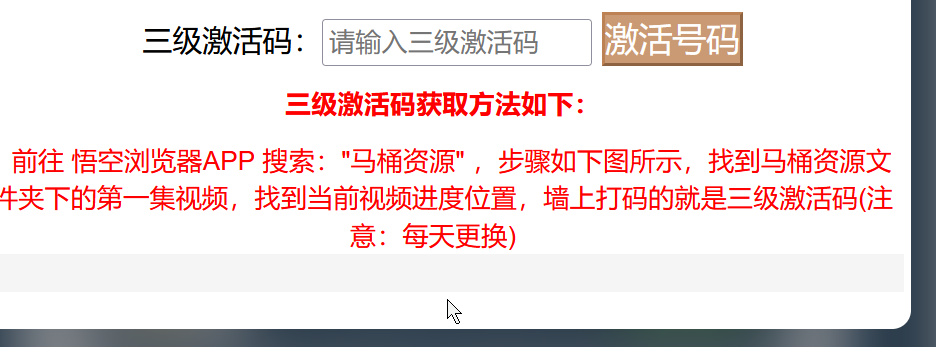 三级激活码：请输入三级激活码 激活号码
三级激活码获取方法如下：
前往 悟空浏览器APP 搜索："马桶资源" ，步骤如下图所示，找到马桶资源文
件夹下的第一集视频，找到当前视频进度位置，墙上打码的就是三级激活码(注
意：每天更换)